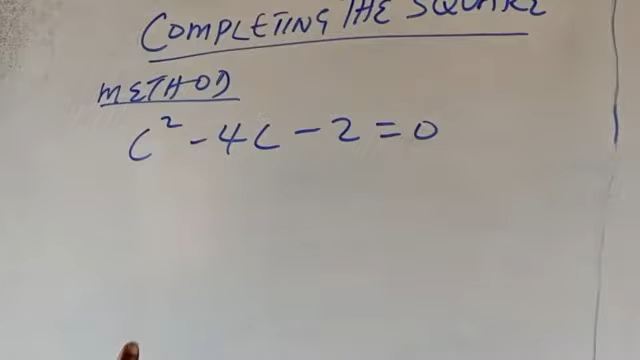 COMPLETING THE SQUARE
METHOD
C² - 4C - 2 = 0